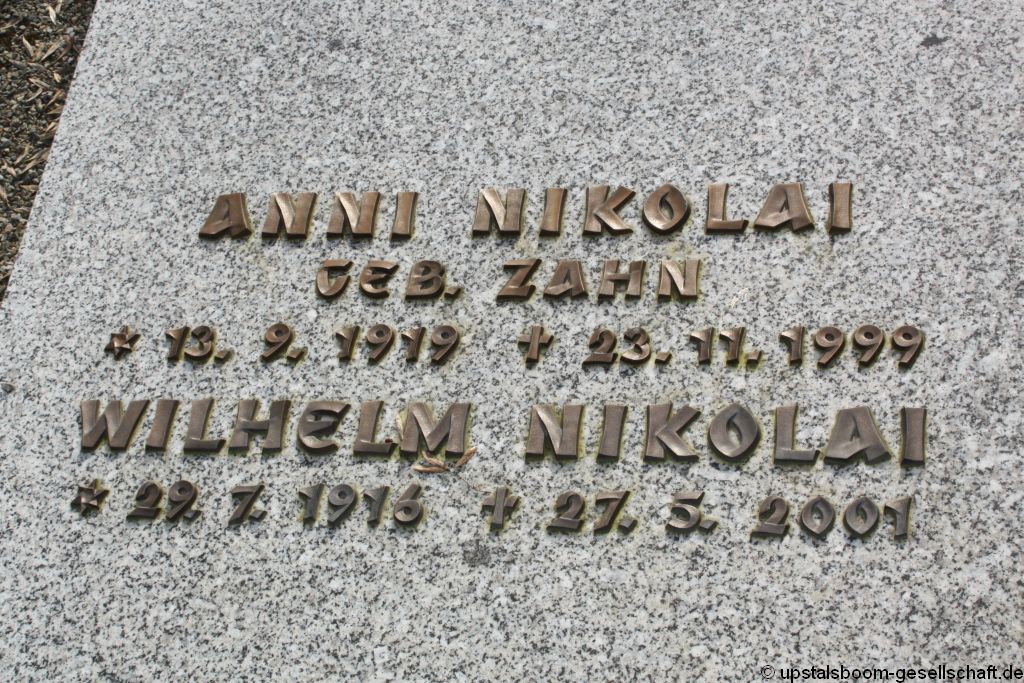 ANNI NIKOLAI
GEB. ZAHN
* 13. 9. 1919 † 23. 11. 1999
WILHELM NIKOLAI
* 29. 7. 1916 † 27. 5. 2001
© upstalsboom-gesellschaft.de